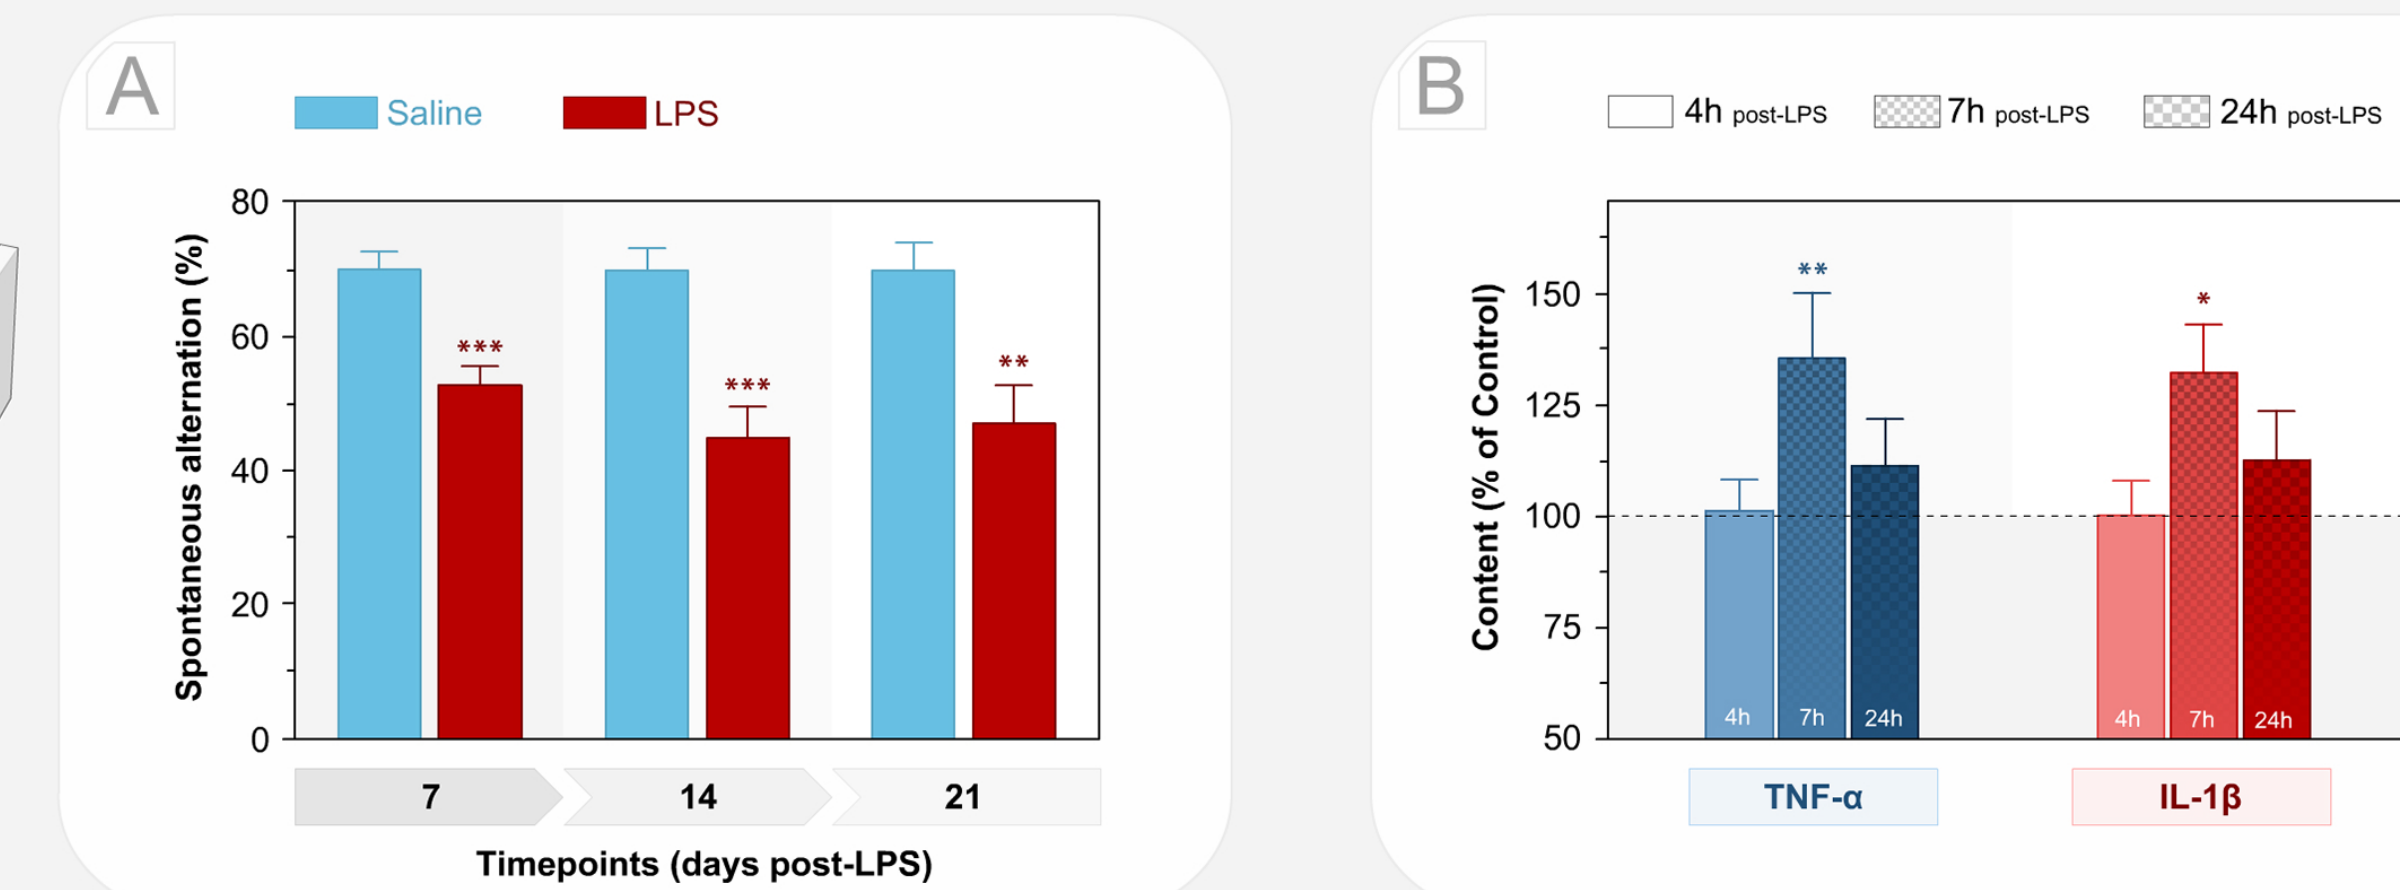 A
Saline
LPS
Spontaneous alternation (%)
80
60
40
20
0
***
***
**
7
14
21
Timepoints (days post-LPS)
B
4h post-LPS
7h post-LPS
24h post-LPS
Content (% of Control)
150
125
100
75
50
**
*
4h
7h
24h
4h
7h
24h
TNF-α
IL-1β